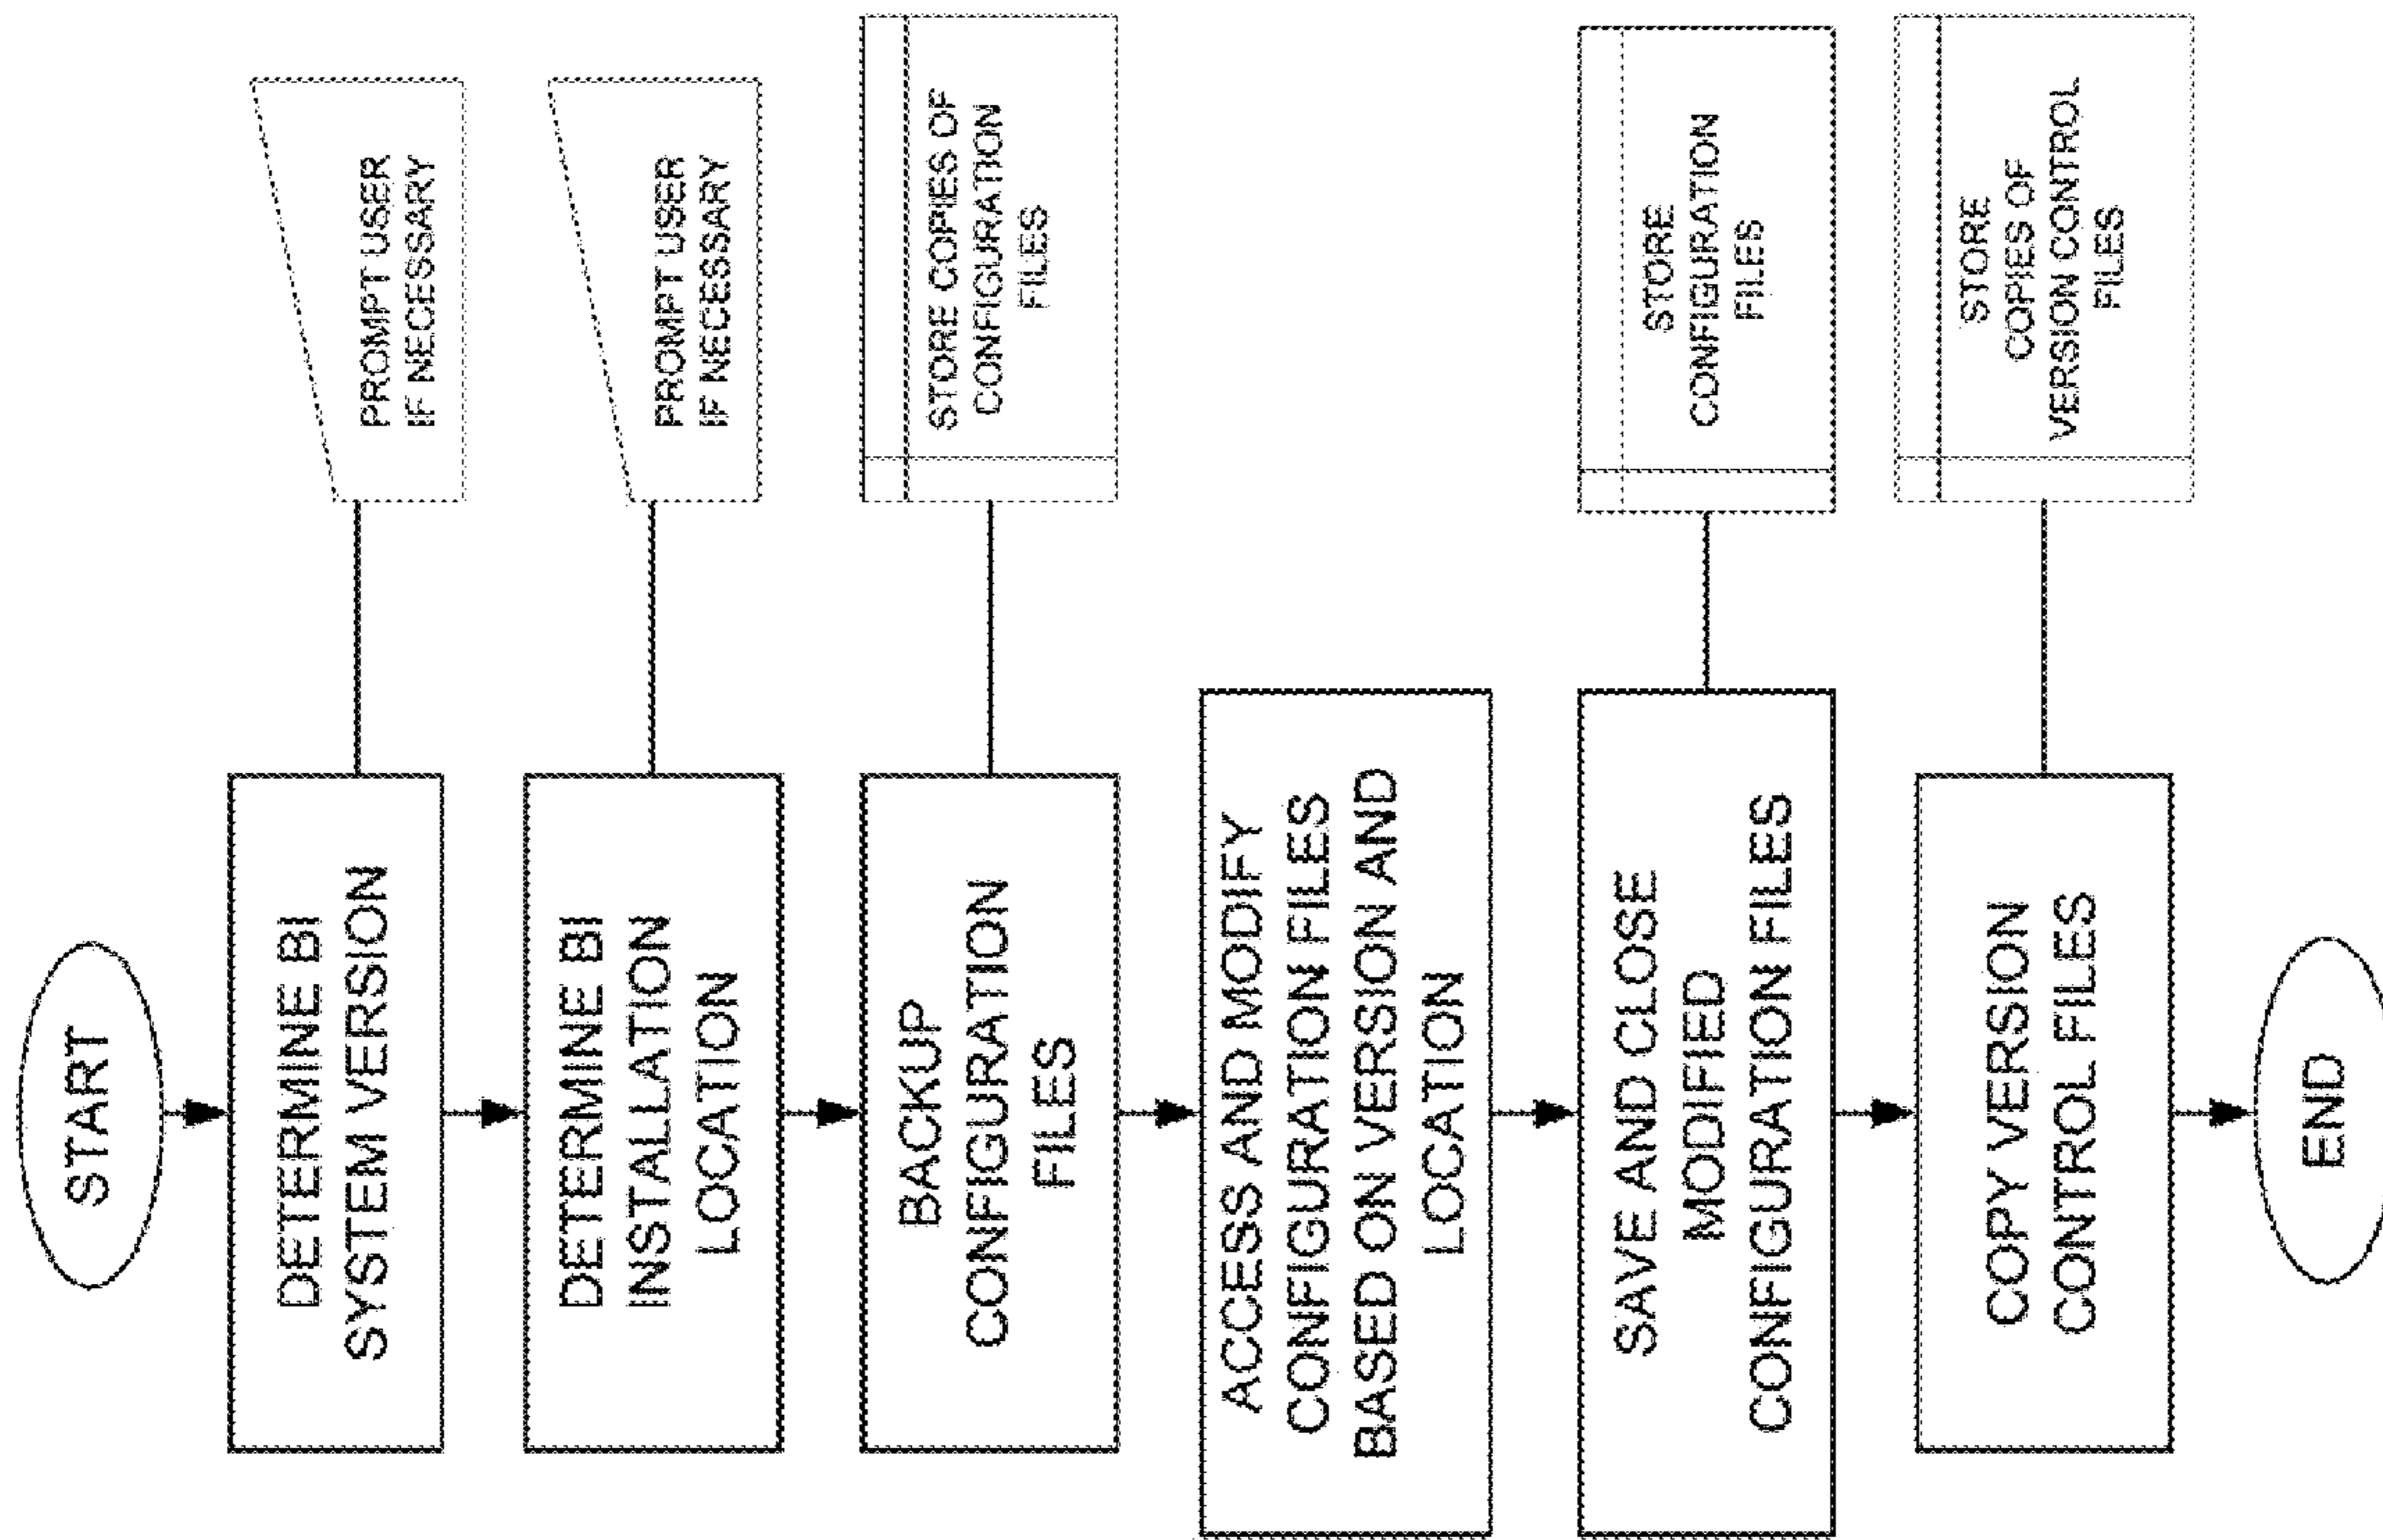 START
DETERMINE BI
SYSTEM VERSION
PROMPT USER
IF NECESSARY
DETERMINE BI
INSTALLATION
LOCATION
PROMPT USER
IF NECESSARY
BACKUP
CONFIGURATION
FILES
STORE COPIES OF
CONFIGURATION
FILES
ACCESS AND MODIFY
CONFIGURATION FILES
BASED ON VERSION AND
LOCATION
SAVE AND CLOSE
MODIFIED
CONFIGURATION FILES
STORE
CONFIGURATION
FILES
COPY VERSION
CONTROL FILES
STORE
COPIES OF
VERSION CONTROL
FILES
END